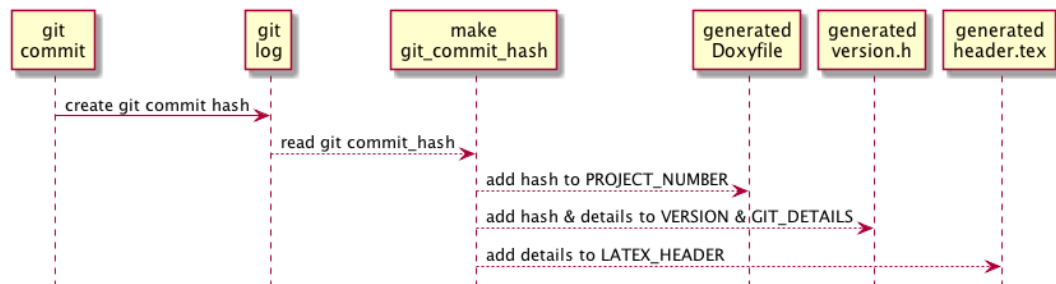 git
commit
git
log
make
git_commit_hash
generated
Doxyfile
generated
version.h
generated
header.tex
create git commit hash
read git commit_hash
add hash to PROJECT_NUMBER
add hash & details to VERSION & GIT_DETAILS
add details to LATEX_HEADER